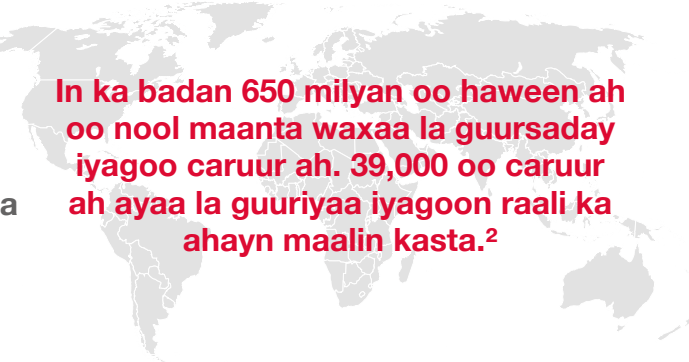 In ka badan 650 milyan oo haween ah
oo nool maanta waxaa la guursaday
iyagoo caruur ah. 39,000 oo caruur
a ah ayaa la guuriyaa iyagoon raali ka
ahayn maalin kasta.²